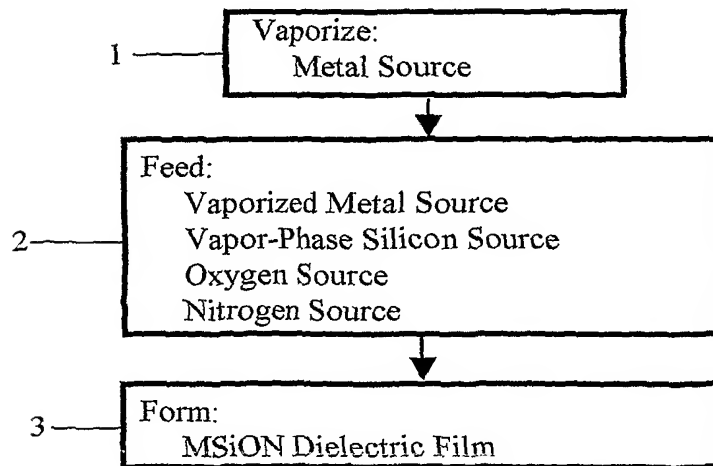 Vaporize:
1
Metal Source
Feed:
Vaporized Metal Source
2
Vapor-Phase Silicon Source
Oxygen Source
Nitrogen Source
Form:
3
MSiON Dielectric Film